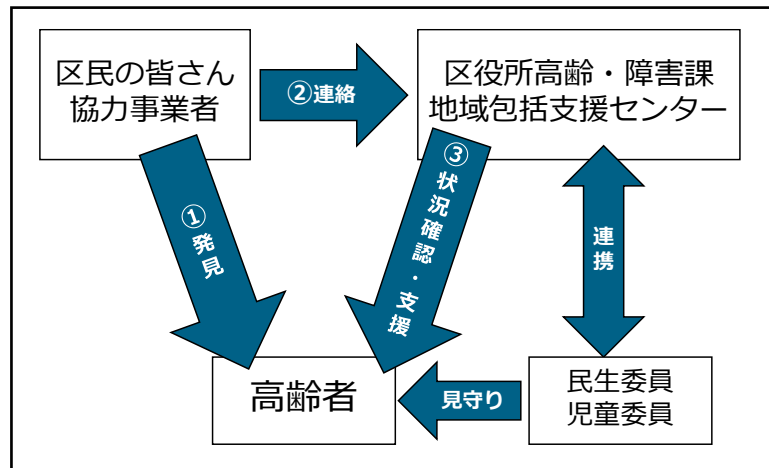 区民の皆さん
協力事業者
②連絡
区役所高齢・障害課
地域包括支援センター
①発見
③状況確認・支援
連携
高齢者
見守り
民生委員
児童委員